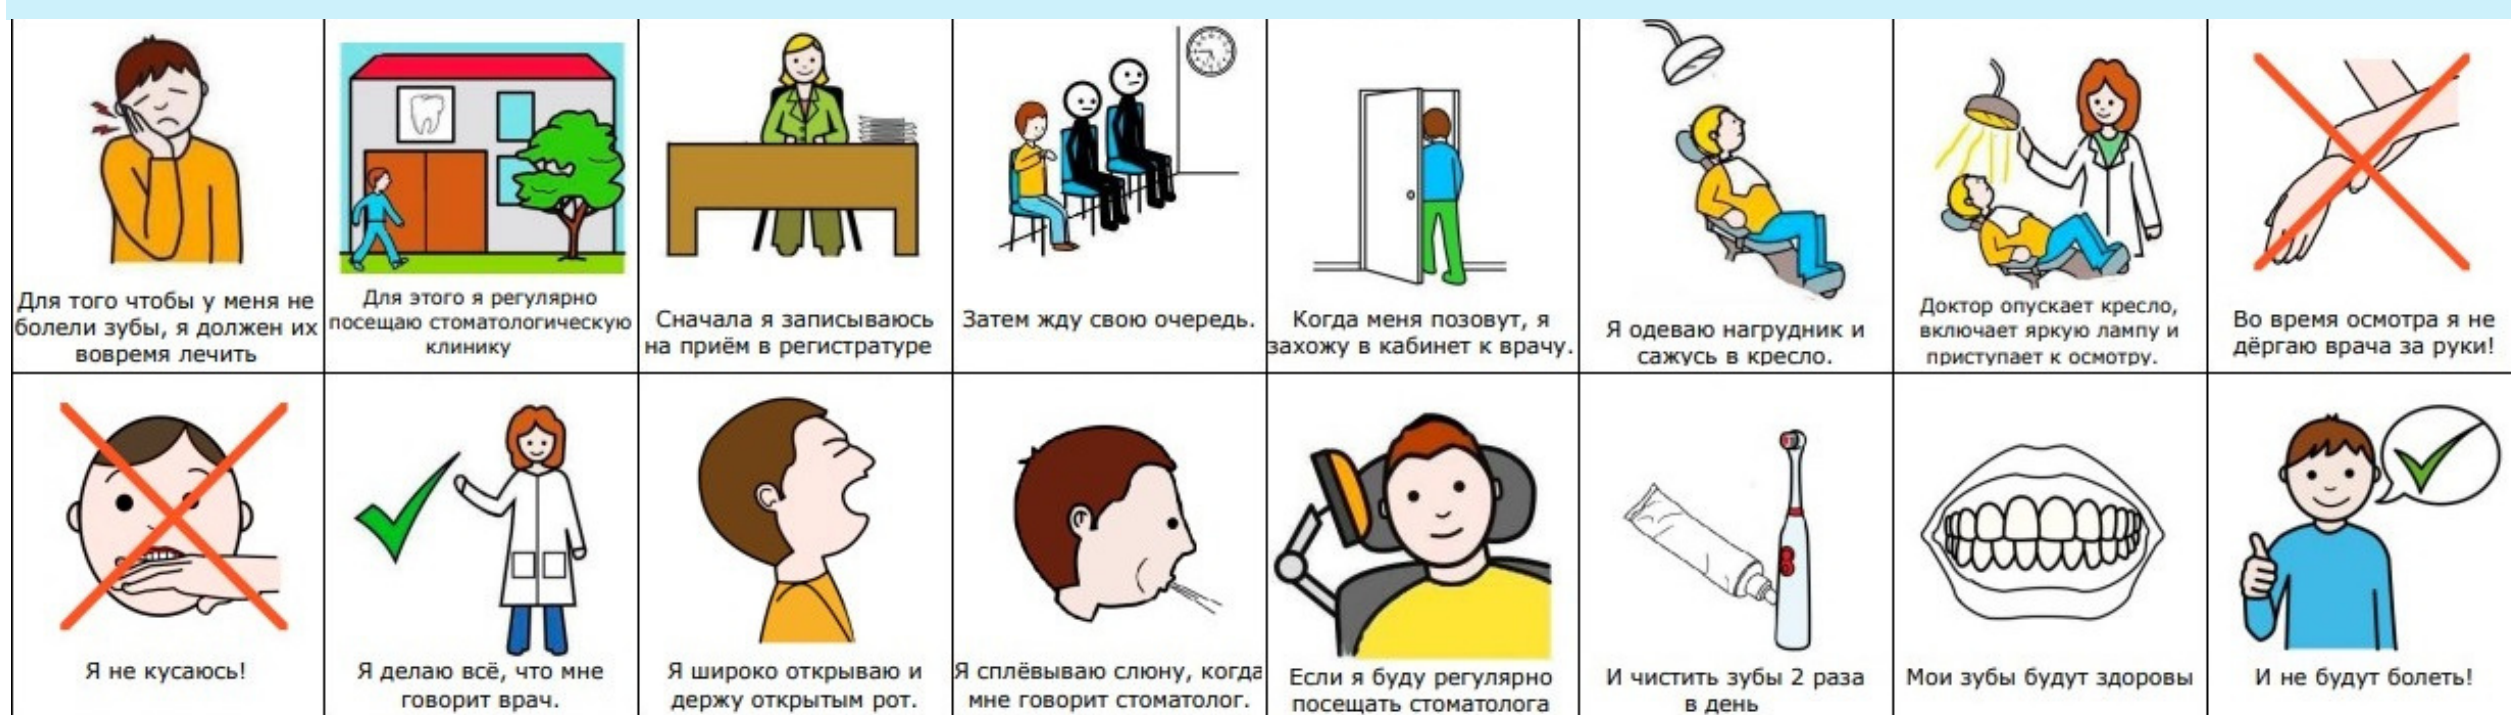 Для того чтобы у меня не
болели зубы, я должен их
вовремя лечить
Для этого я регулярно
посещаю стоматологическую
клинику
Сначала я записываюсь
на приём в регистратуре
Затем жду свою очередь.
Когда меня позовут, я
захожу в кабинет к врачу.
Я одеваю нагрудник и
сажусь в кресло.
Доктор опускает кресло,
включает яркую лампу и
приступает к осмотру.
Во время осмотра я не
дёргаю врача за руки!
Я не кусаюсь!
Я делаю всё, что мне
говорит врач.
Я широко открываю и
держу открытым рот.
Я сплёвываю слюну, когда
мне говорит стоматолог.
Если я буду регулярно
посещать стоматолога
И чистить зубы 2 раза
в день
Мои зубы будут здоровы
И не будут болеть!